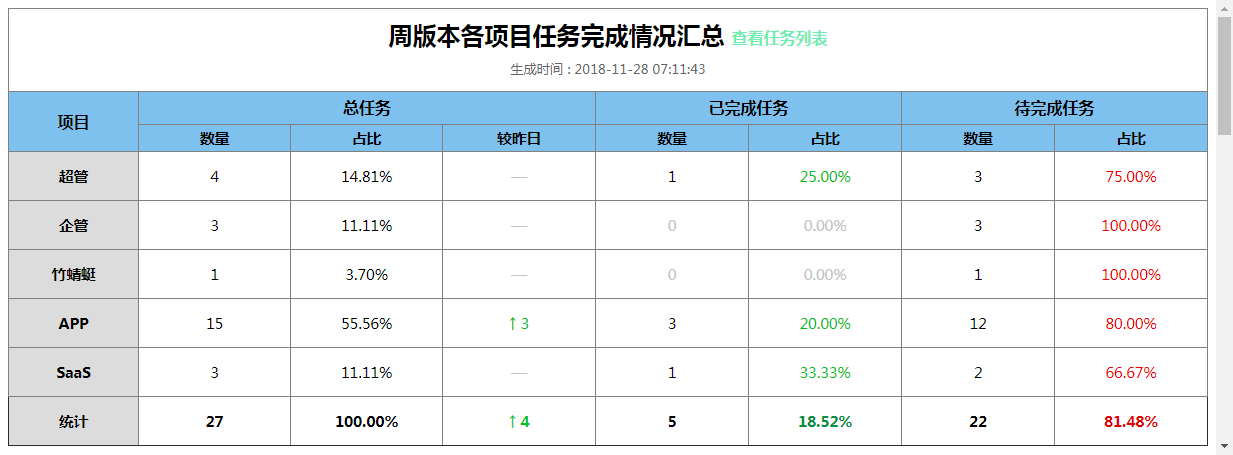 周版本各项目任务完成情况汇总 查看任务列表
生成时间 : 2018-11-28 07:11:43
项目 总任务 已完成任务 待完成任务
数量 占比 较昨日 数量 占比 数量 占比
超管 4 14.81% — 1 25.00% 3 75.00%
企管 3 11.11% — 0 0.00% 3 100.00%
竹蜻蜓 1 3.70% — 0 0.00% 1 100.00%
APP 15 55.56% ↑ 3 3 20.00% 12 80.00%
SaaS 3 11.11% — 1 33.33% 2 66.67%
统计 27 100.00% ↑ 4 5 18.52% 22 81.48%